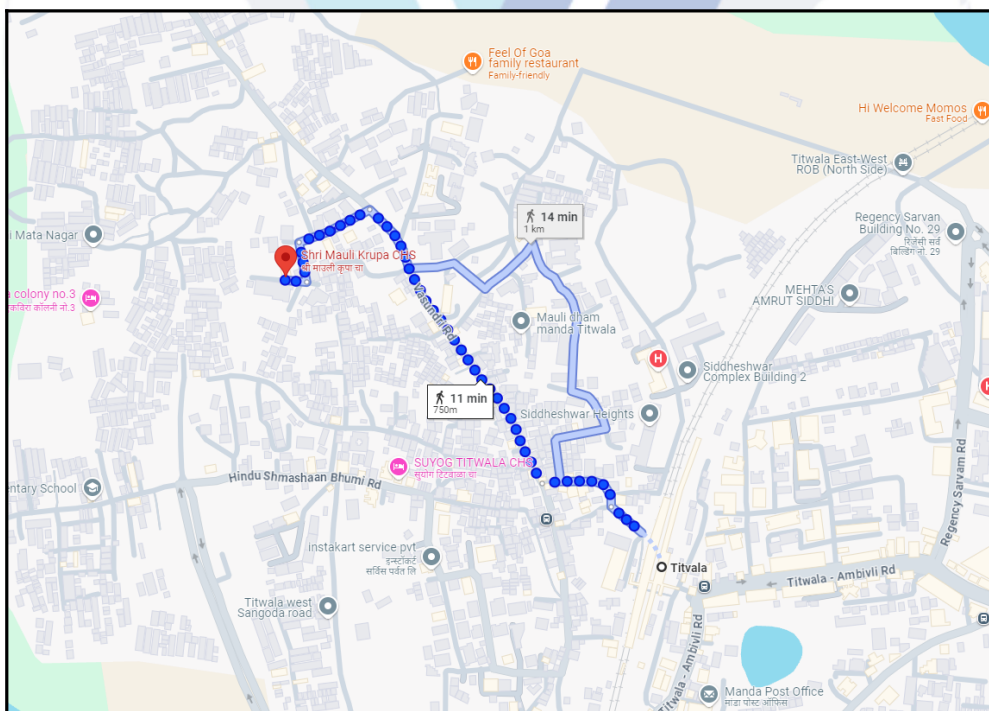 Feel Of Goa
family restaurant
Family-friendly
Hi Welcome Momos
Fast Food
Titwala East-West
ROB (North Side)
14 min
1 km
Regency Sarvan
Building No. 29
रिजेंसी सर्व
बिल्डिंग नं. 29
i Mata Nagar
Shri Mauli Krupa CHS
श्री माउली कृपा चा
a colony no.3
कविरा कॉलनी नं.3
MEHTAS
AMRUT SIDDHI
Vasundri Rd
Mauli dham
manda Titwala
Siddheshwar
Complex Building 2
11 min
750m
Siddheshwar Heights
SUYOG TITWALA CHS
सुयोग टिटवाळा चा
Hindu Shmashaan Bhumi Rd
entary School
Regency Sarvam Rd
instakart service pvt
इन्स्टाकार्ट
सर्विस पर्वत लि
Titvala
Titwala - Ambivli Rd
Titwala west
Sangoda road
Titwala - Ambivli Rd
Manda Post Office
मांडा पोस्ट ऑफिस